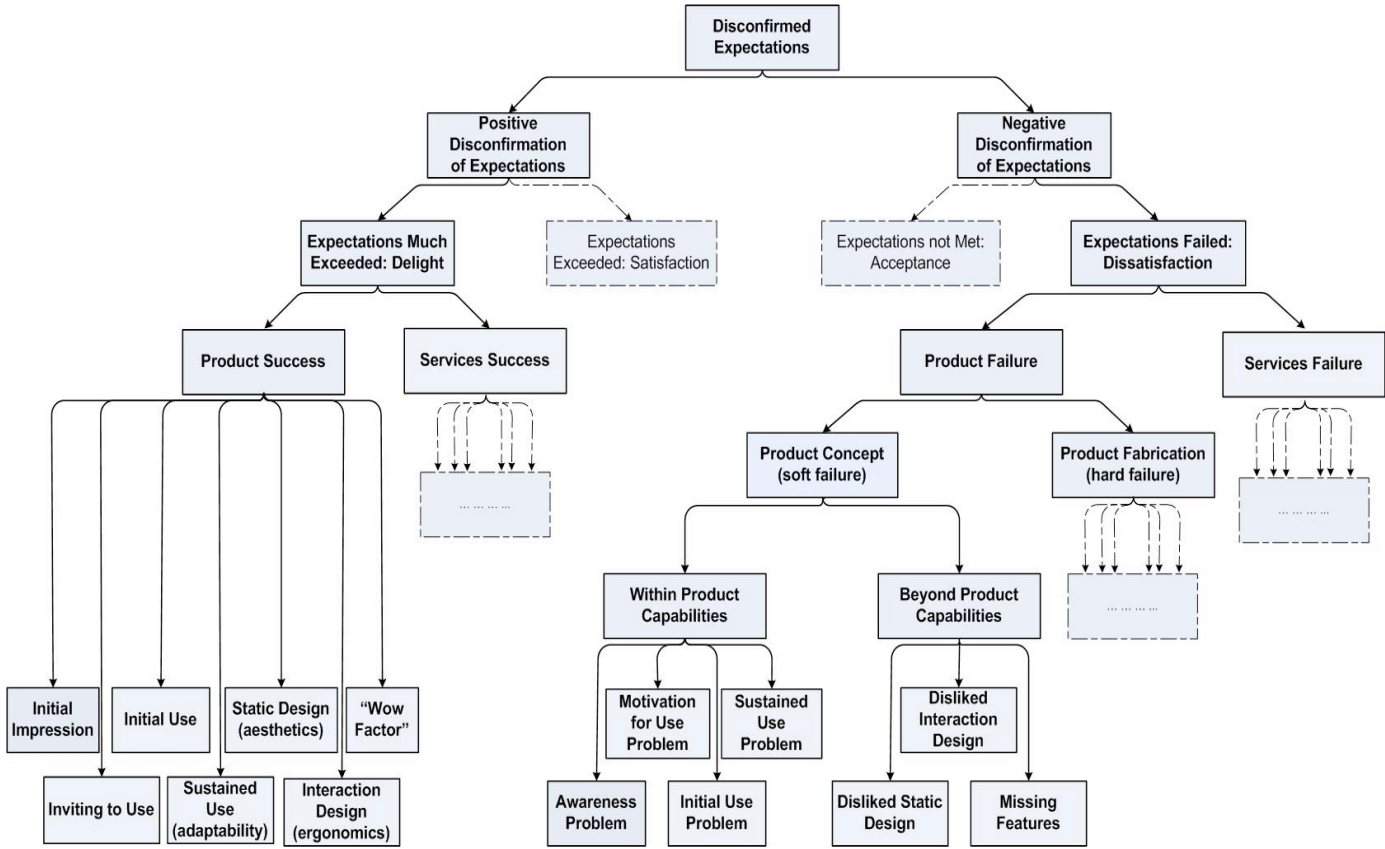 Disconfirmed
Expectations
Positive
Disconfirmation
of Expectations
Negative
Disconfirmation
of Expectations
Expectations Much
Exceeded: Delight
Expectations
Exceeded: Satisfaction
Expectations not Met:
Acceptance
Expectations Failed:
Dissatisfaction
Product Success
Services Success
Product Failure
Services Failure
... ... ... ...
Product Concept
(soft failure)
Product Fabrication
(hard failure)
... ... ... ...
... ... ... ...
Within Product
Capabilities
Beyond Product
Capabilities
Initial
Impression
Initial Use
Static Design
(aesthetics)
“Wow
Factor”
Motivation
for Use
Problem
Sustained
Use
Problem
Disliked
Interaction
Design
Inviting to Use
Sustained
Use
(adaptability)
Interaction
Design
(ergonomics)
Awareness
Problem
Initial Use
Problem
Disliked Static
Design
Missing
Features